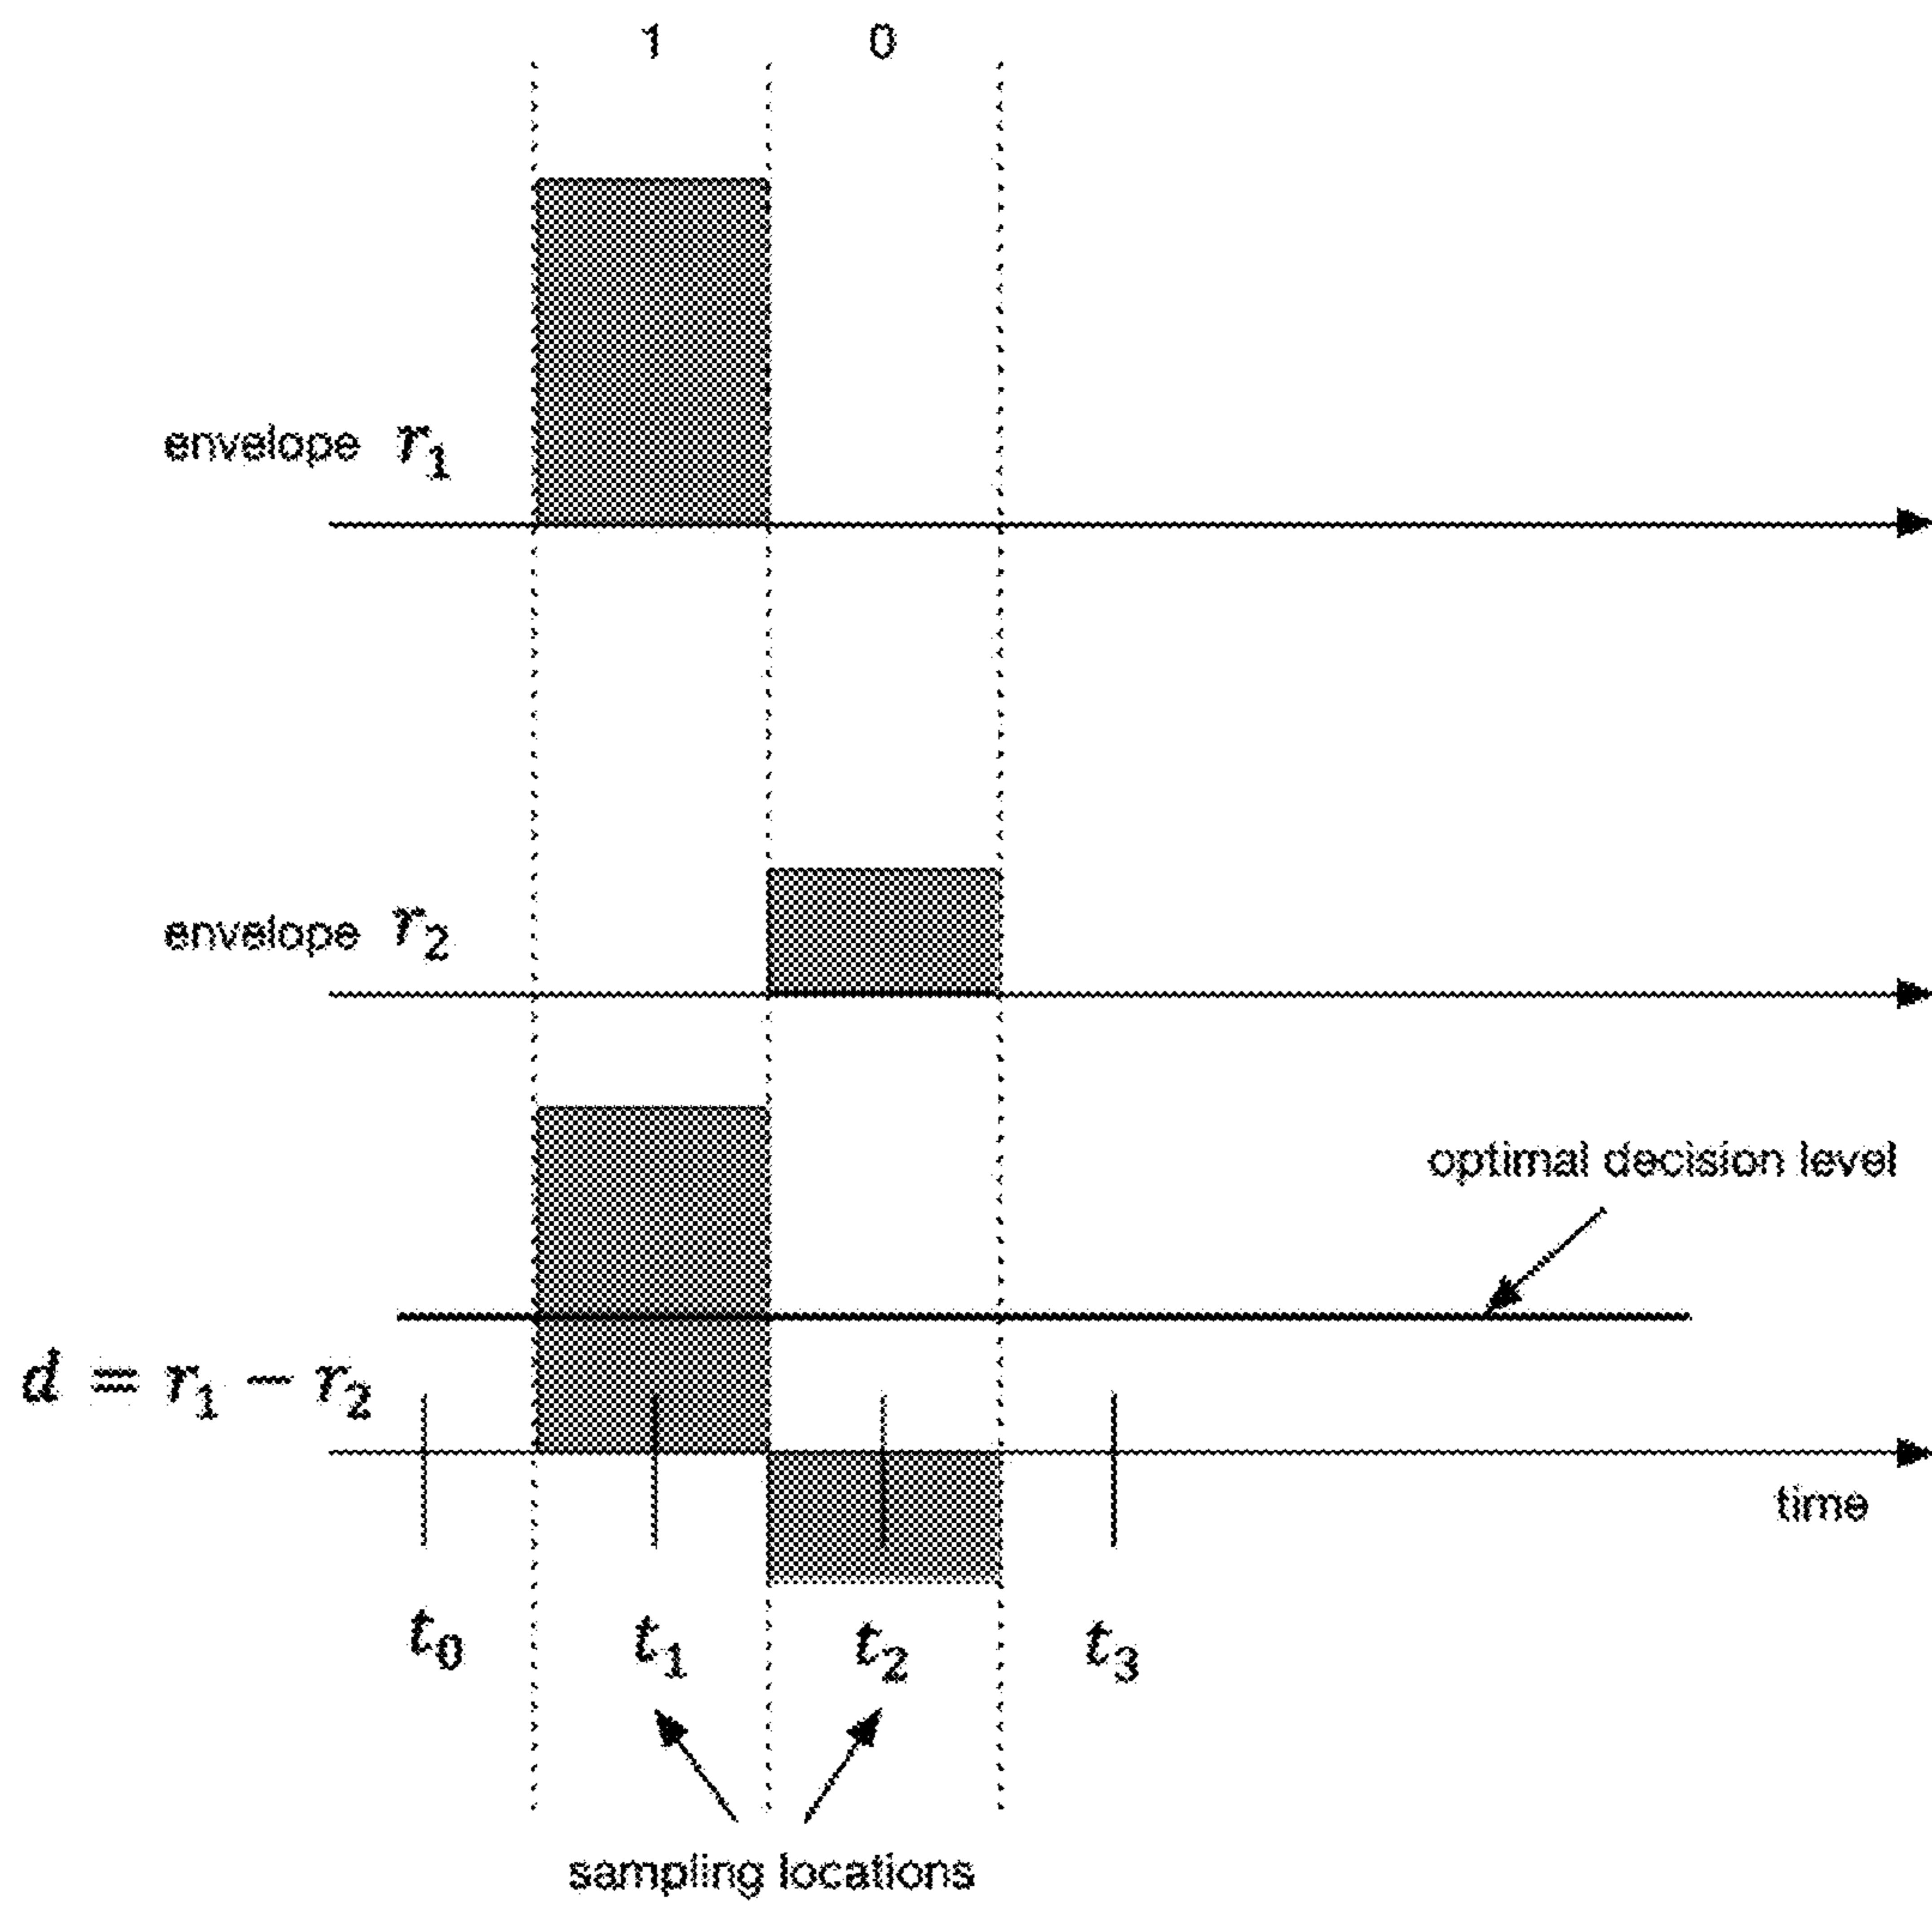 1 0
envelope r₁
envelope r₂
optimal decision level
d = r₁ − r₂
time
t₀ t₁ t₂ t₃
sampling locations